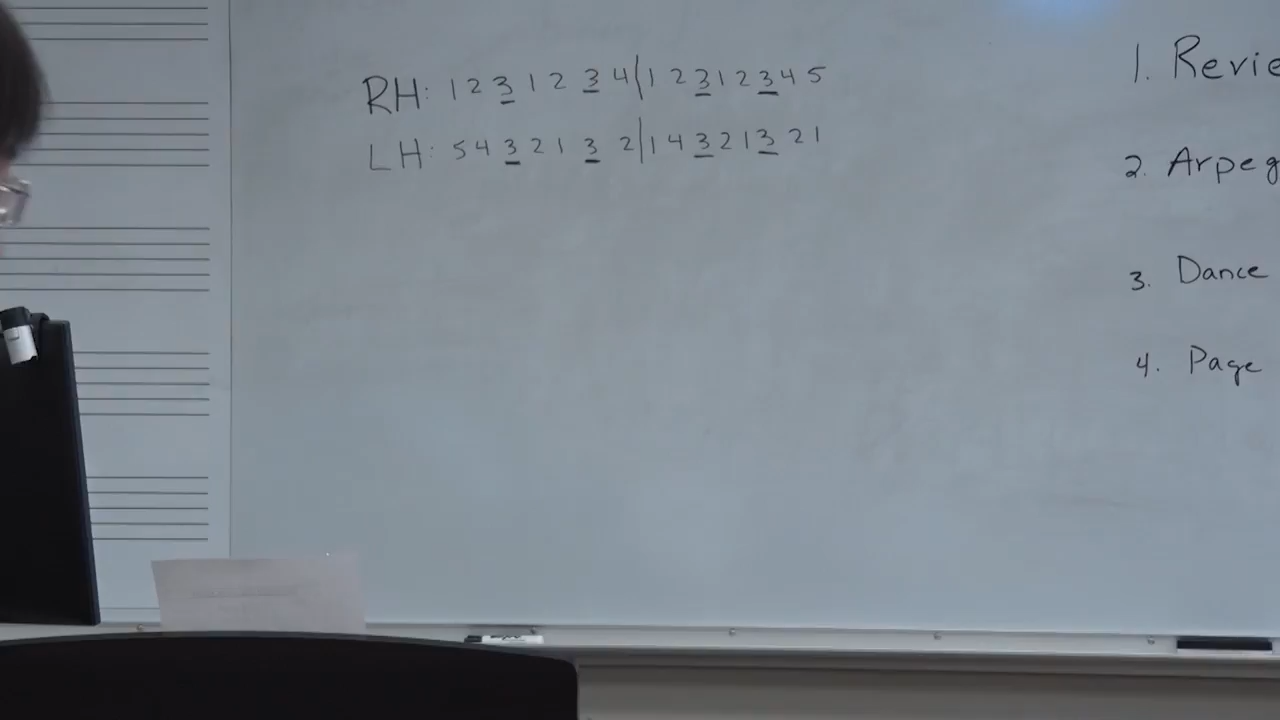 RH: 1 2 3 1 2 3 4 | 1 2 3 1 2 3 4 5
LH: 5 4 3 2 1 3 2 | 1 4 3 2 1 3 2 1
1.
2.
3. Dance
4. Page